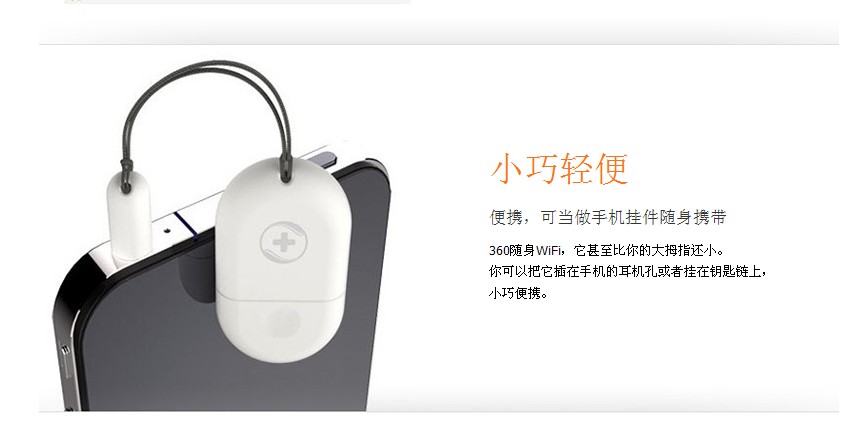 小巧轻便
便携，可当做手机挂件随身携带
360随身WiFi，它甚至比你的大拇指还小。
你可以把它插在手机的耳机孔或者挂在钥匙链上，
小巧便携。